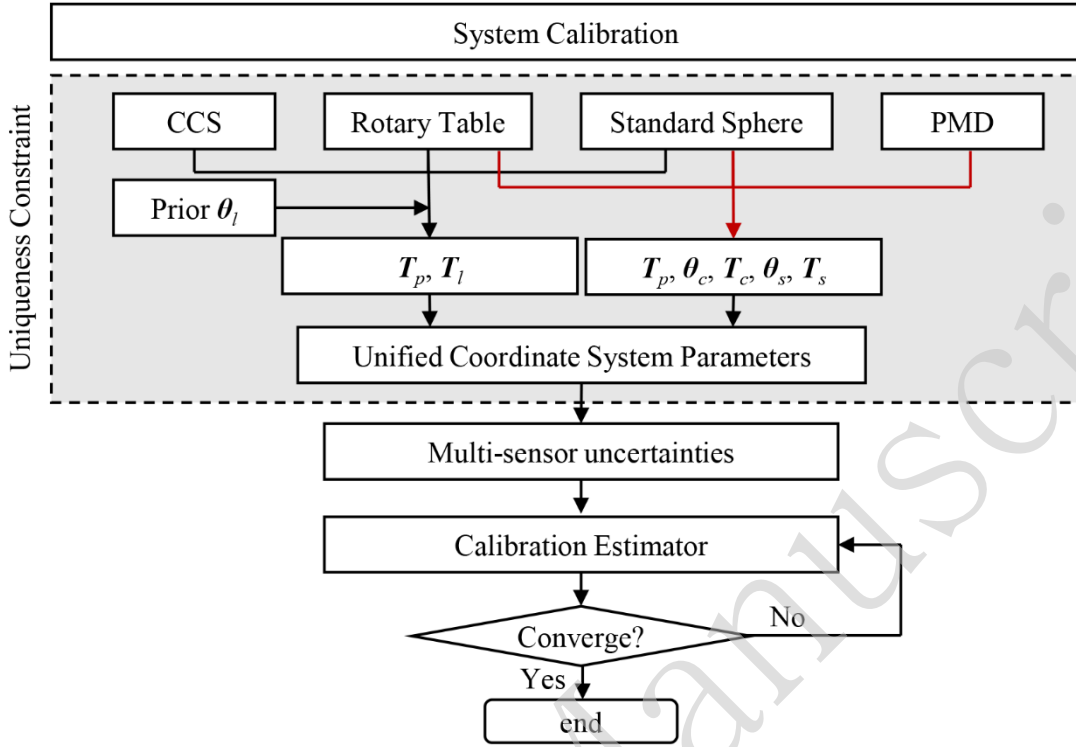 System Calibration
Uniqueness Constraint
CCS
Rotary Table
Standard Sphere
PMD
Prior θl
Tp, Tl
Tp, θc, Tc, θs, Ts
Unified Coordinate System Parameters
Multi-sensor uncertainties
Calibration Estimator
Converge?
No
Yes
end
Manuscri